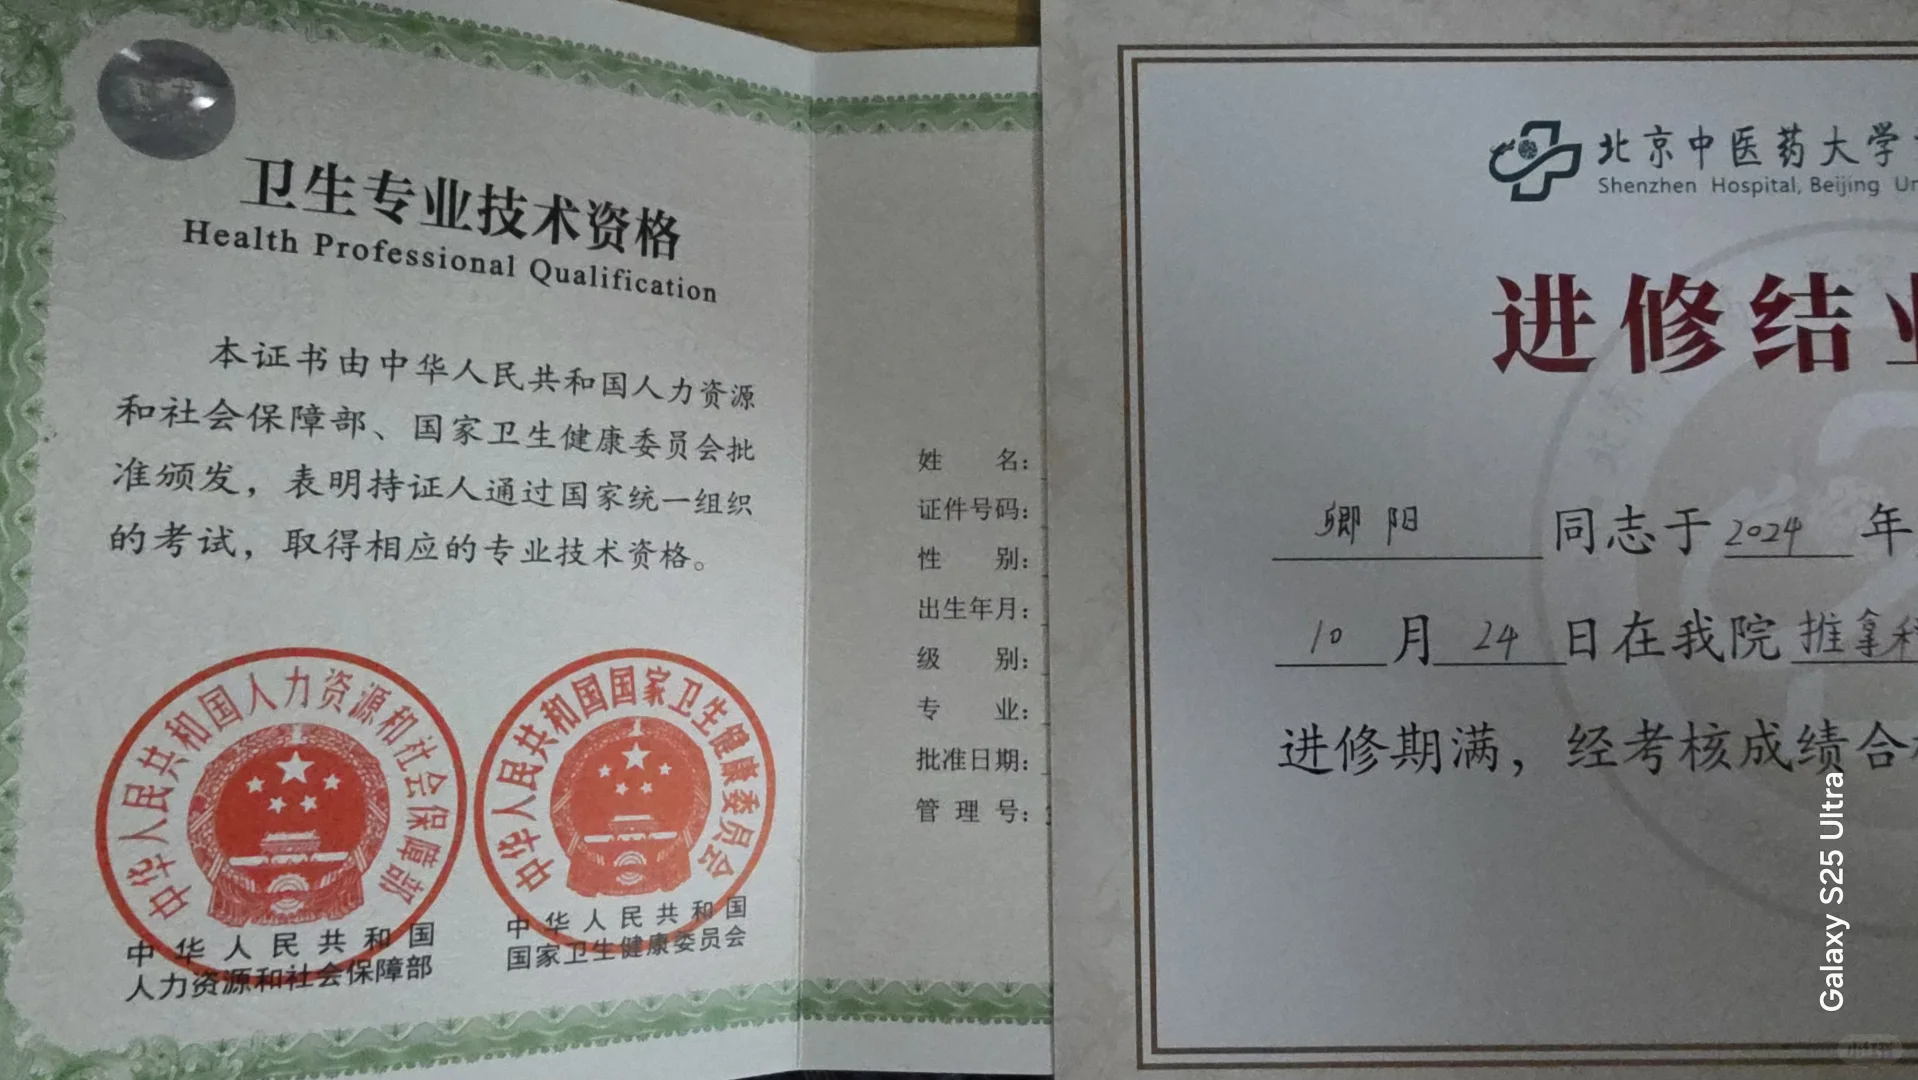 卫生专业技术资格
Health Professional Qualification
本证书由中华人民共和国人力资源
和社会保障部、国家卫生健康委员会批
准颁发，表明持证人通过国家统一组织
的考试，取得相应的专业技术资格。
中华人民共和国人力资源和社会保障部
中华人民共和国国家卫生健康委员会
中华人民共和国
人力资源和社会保障部
中华人民共和国
国家卫生健康委员会
姓 名：
证件号码：
性 别：
出生年月：
级 别：
专 业：
批准日期：
管 理 号：
北京中医药大学
Shenzhen Hospital, Beijing Un
进修结业
卿阳 同志于 2024 年
10 月 24 日在我院 推拿科
进修期满，经考核成绩合格
Galaxy S25 Ultra
小红书